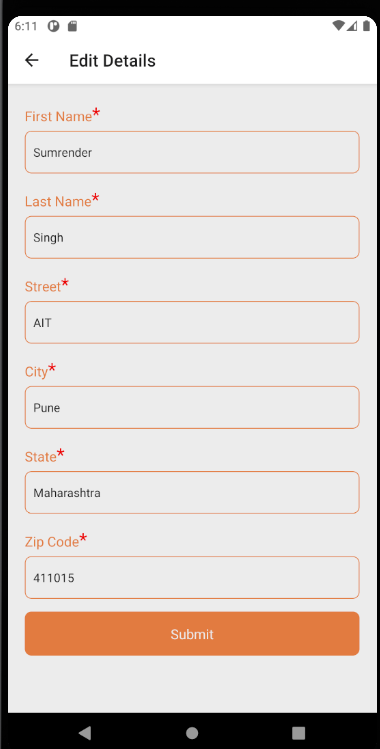 6:11
Edit Details
First Name*
Sumrender
Last Name*
Singh
Street*
AIT
City*
Pune
State*
Maharashtra
Zip Code*
411015
Submit